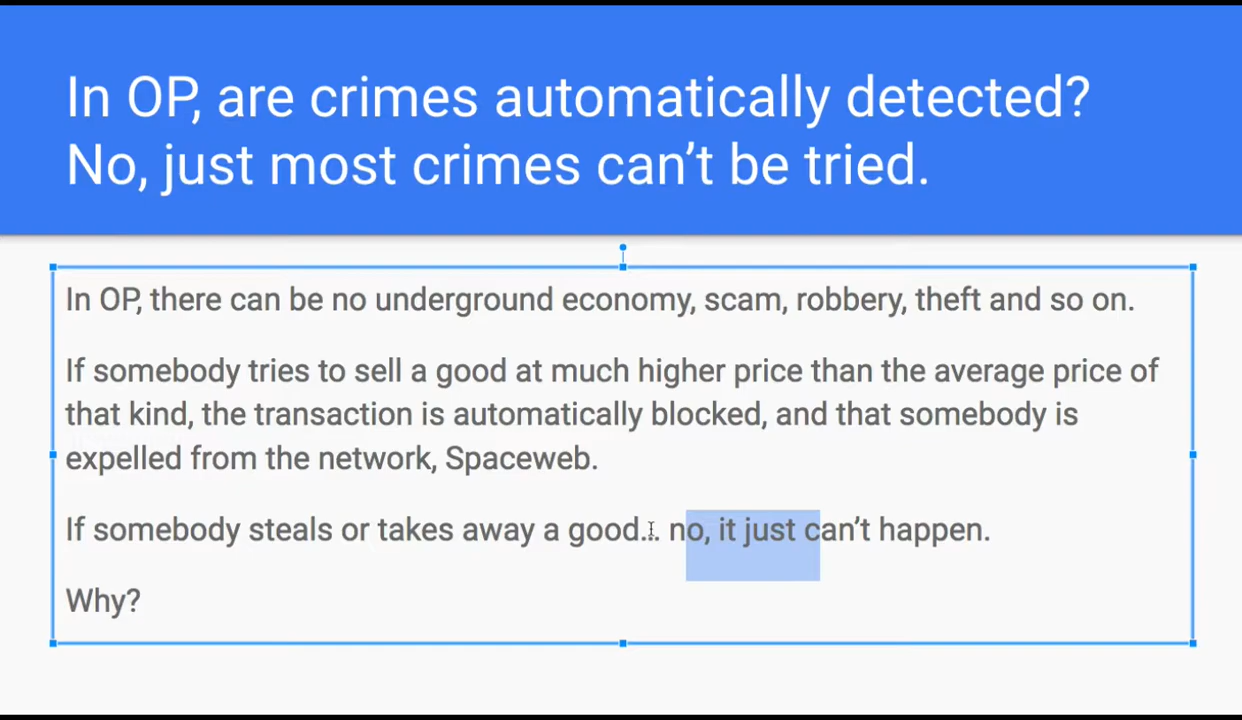 In OP, are crimes automatically detected?
No, just most crimes can’t be tried.
In OP, there can be no underground economy, scam, robbery, theft and so on.
If somebody tries to sell a good at much higher price than the average price of
that kind, the transaction is automatically blocked, and that somebody is
expelled from the network, Spaceweb.
If somebody steals or takes away a good... no, it just can’t happen.
Why?